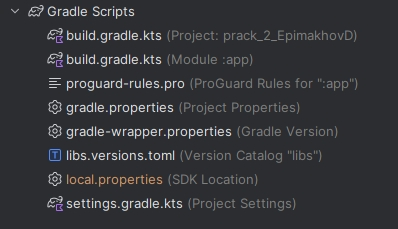 Gradle Scripts
build.gradle.kts (Project: prack_2_EpimakhovD)
build.gradle.kts (Module :app)
proguard-rules.pro (ProGuard Rules for ":app")
gradle.properties (Project Properties)
gradle-wrapper.properties (Gradle Version)
libs.versions.toml (Version Catalog "libs")
local.properties (SDK Location)
settings.gradle.kts (Project Settings)